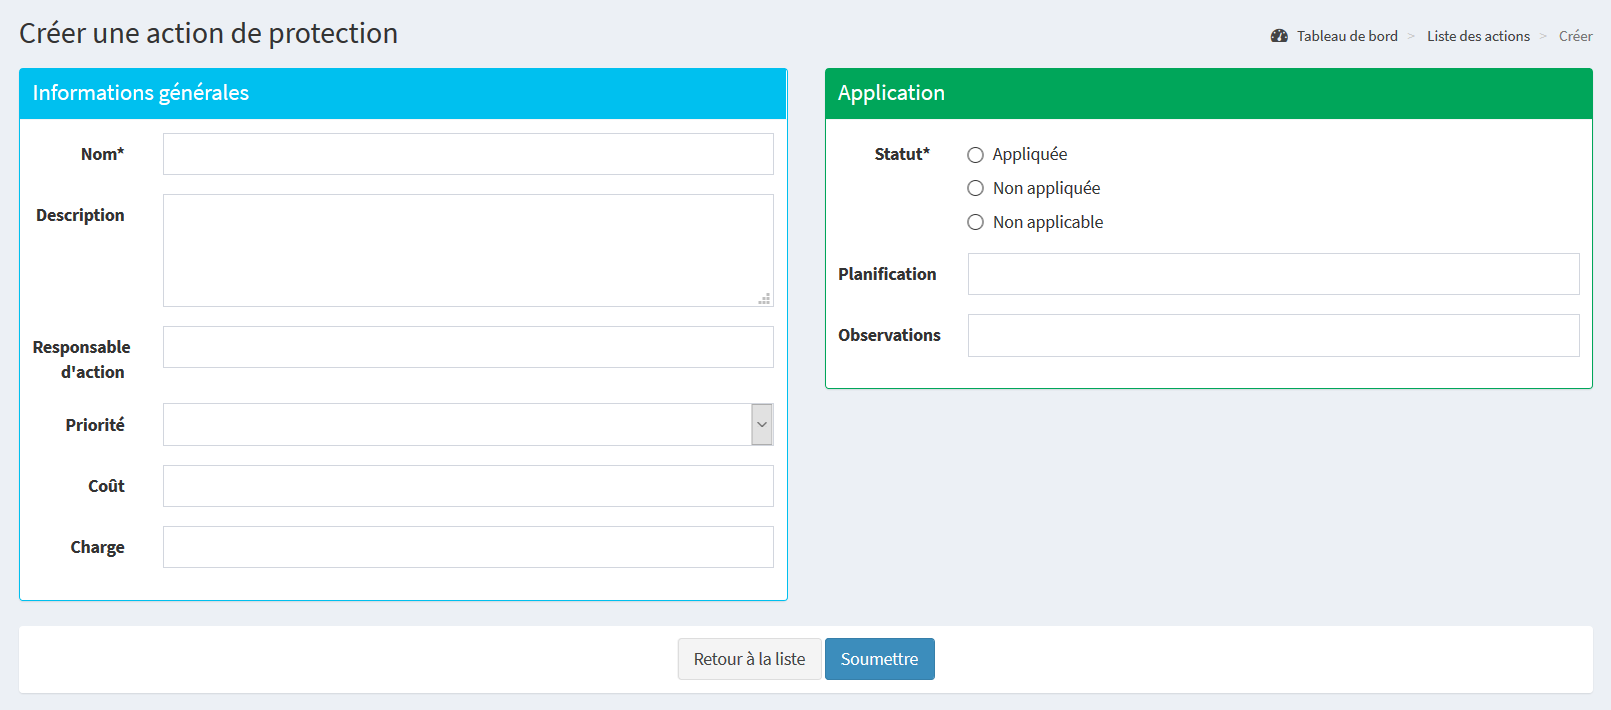 Créer une action de protection
Tableau de bord > Liste des actions > Créer
Informations générales
Nom*
Description
Responsable
d'action
Priorité
Coût
Charge
Application
Statut*
Appliquée
Non appliquée
Non applicable
Planification
Observations
Retour à la liste
Soumettre